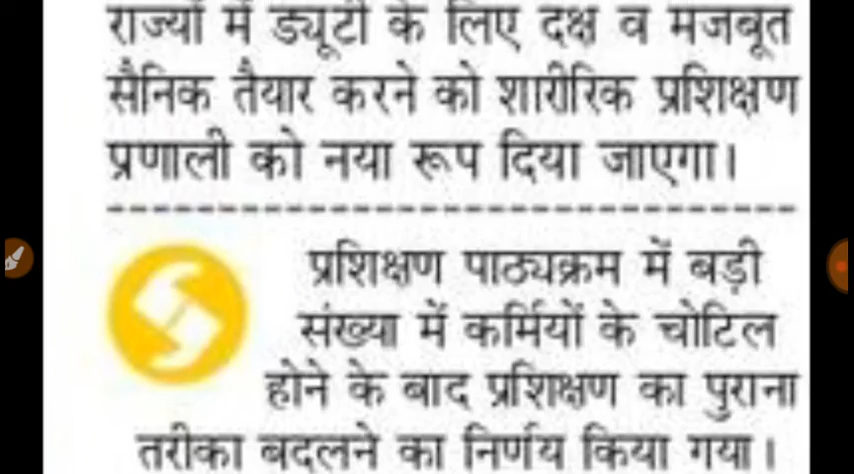 राज्यों में ड्यूटी के लिए दक्ष व मजबूत
सैनिक तैयार करने को शारीरिक प्रशिक्षण
प्रणाली को नया रूप दिया जाएगा।
प्रशिक्षण पाठ्यक्रम में बड़ी
संख्या में कर्मियों के चोटिल
होने के बाद प्रशिक्षण का पुराना
तरीका बदलने का निर्णय किया गया।